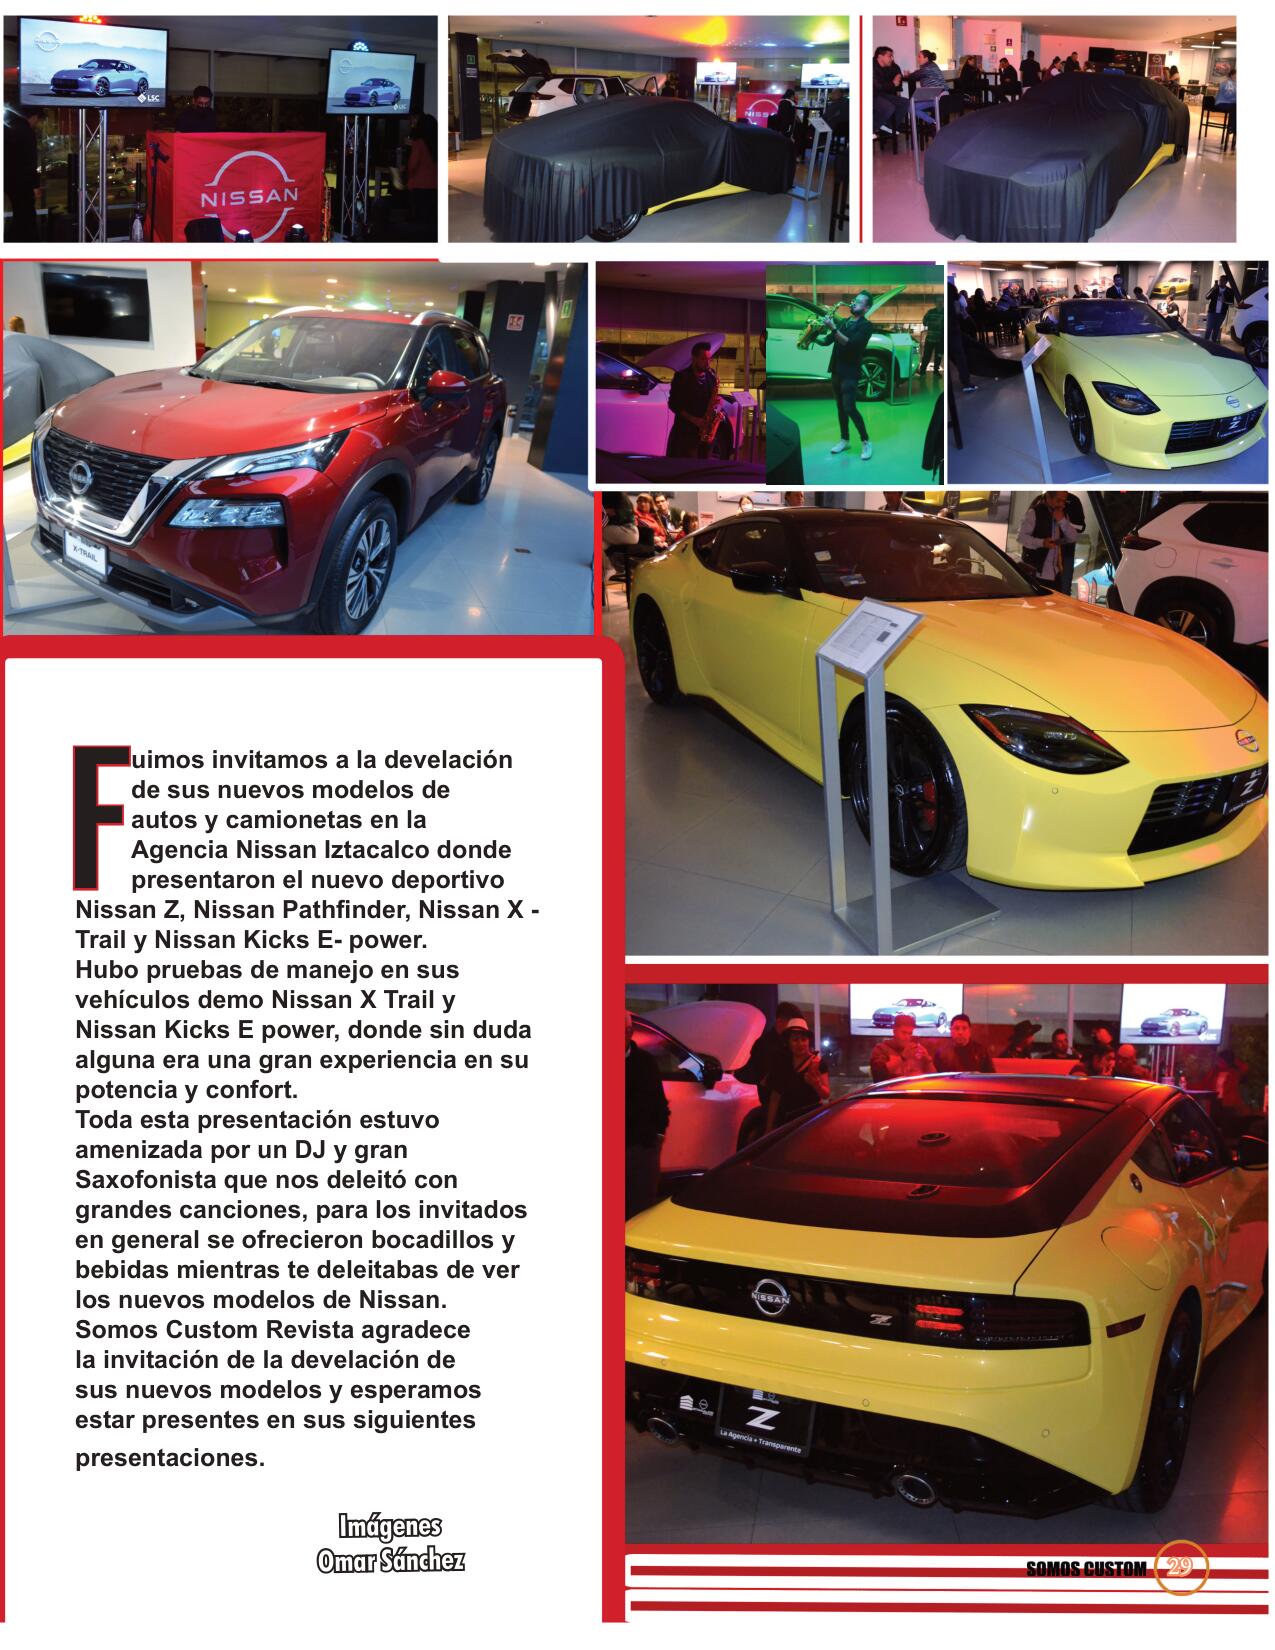 LSC
LSC
NISSAN
NISSAN
X-TRAIL
Z
Z
Fuimos invitamos a la develación
de sus nuevos modelos de
autos y camionetas en la
Agencia Nissan Iztacalco donde
presentaron el nuevo deportivo
Nissan Z, Nissan Pathfinder, Nissan X -
Trail y Nissan Kicks E- power.
Hubo pruebas de manejo en sus
vehículos demo Nissan X Trail y
Nissan Kicks E power, donde sin duda
alguna era una gran experiencia en su
potencia y confort.
Toda esta presentación estuvo
amenizada por un DJ y gran
Saxofonista que nos deleitó con
grandes canciones, para los invitados
en general se ofrecieron bocadillos y
bebidas mientras te deleitabas de ver
los nuevos modelos de Nissan.
Somos Custom Revista agradece
la invitación de la develación de
sus nuevos modelos y esperamos
estar presentes en sus siguientes
presentaciones.
Imágenes
Omar Sánchez
LSC
NISSAN
Z
Z
La Agencia + Transparente
SOMOS CUSTOM 29